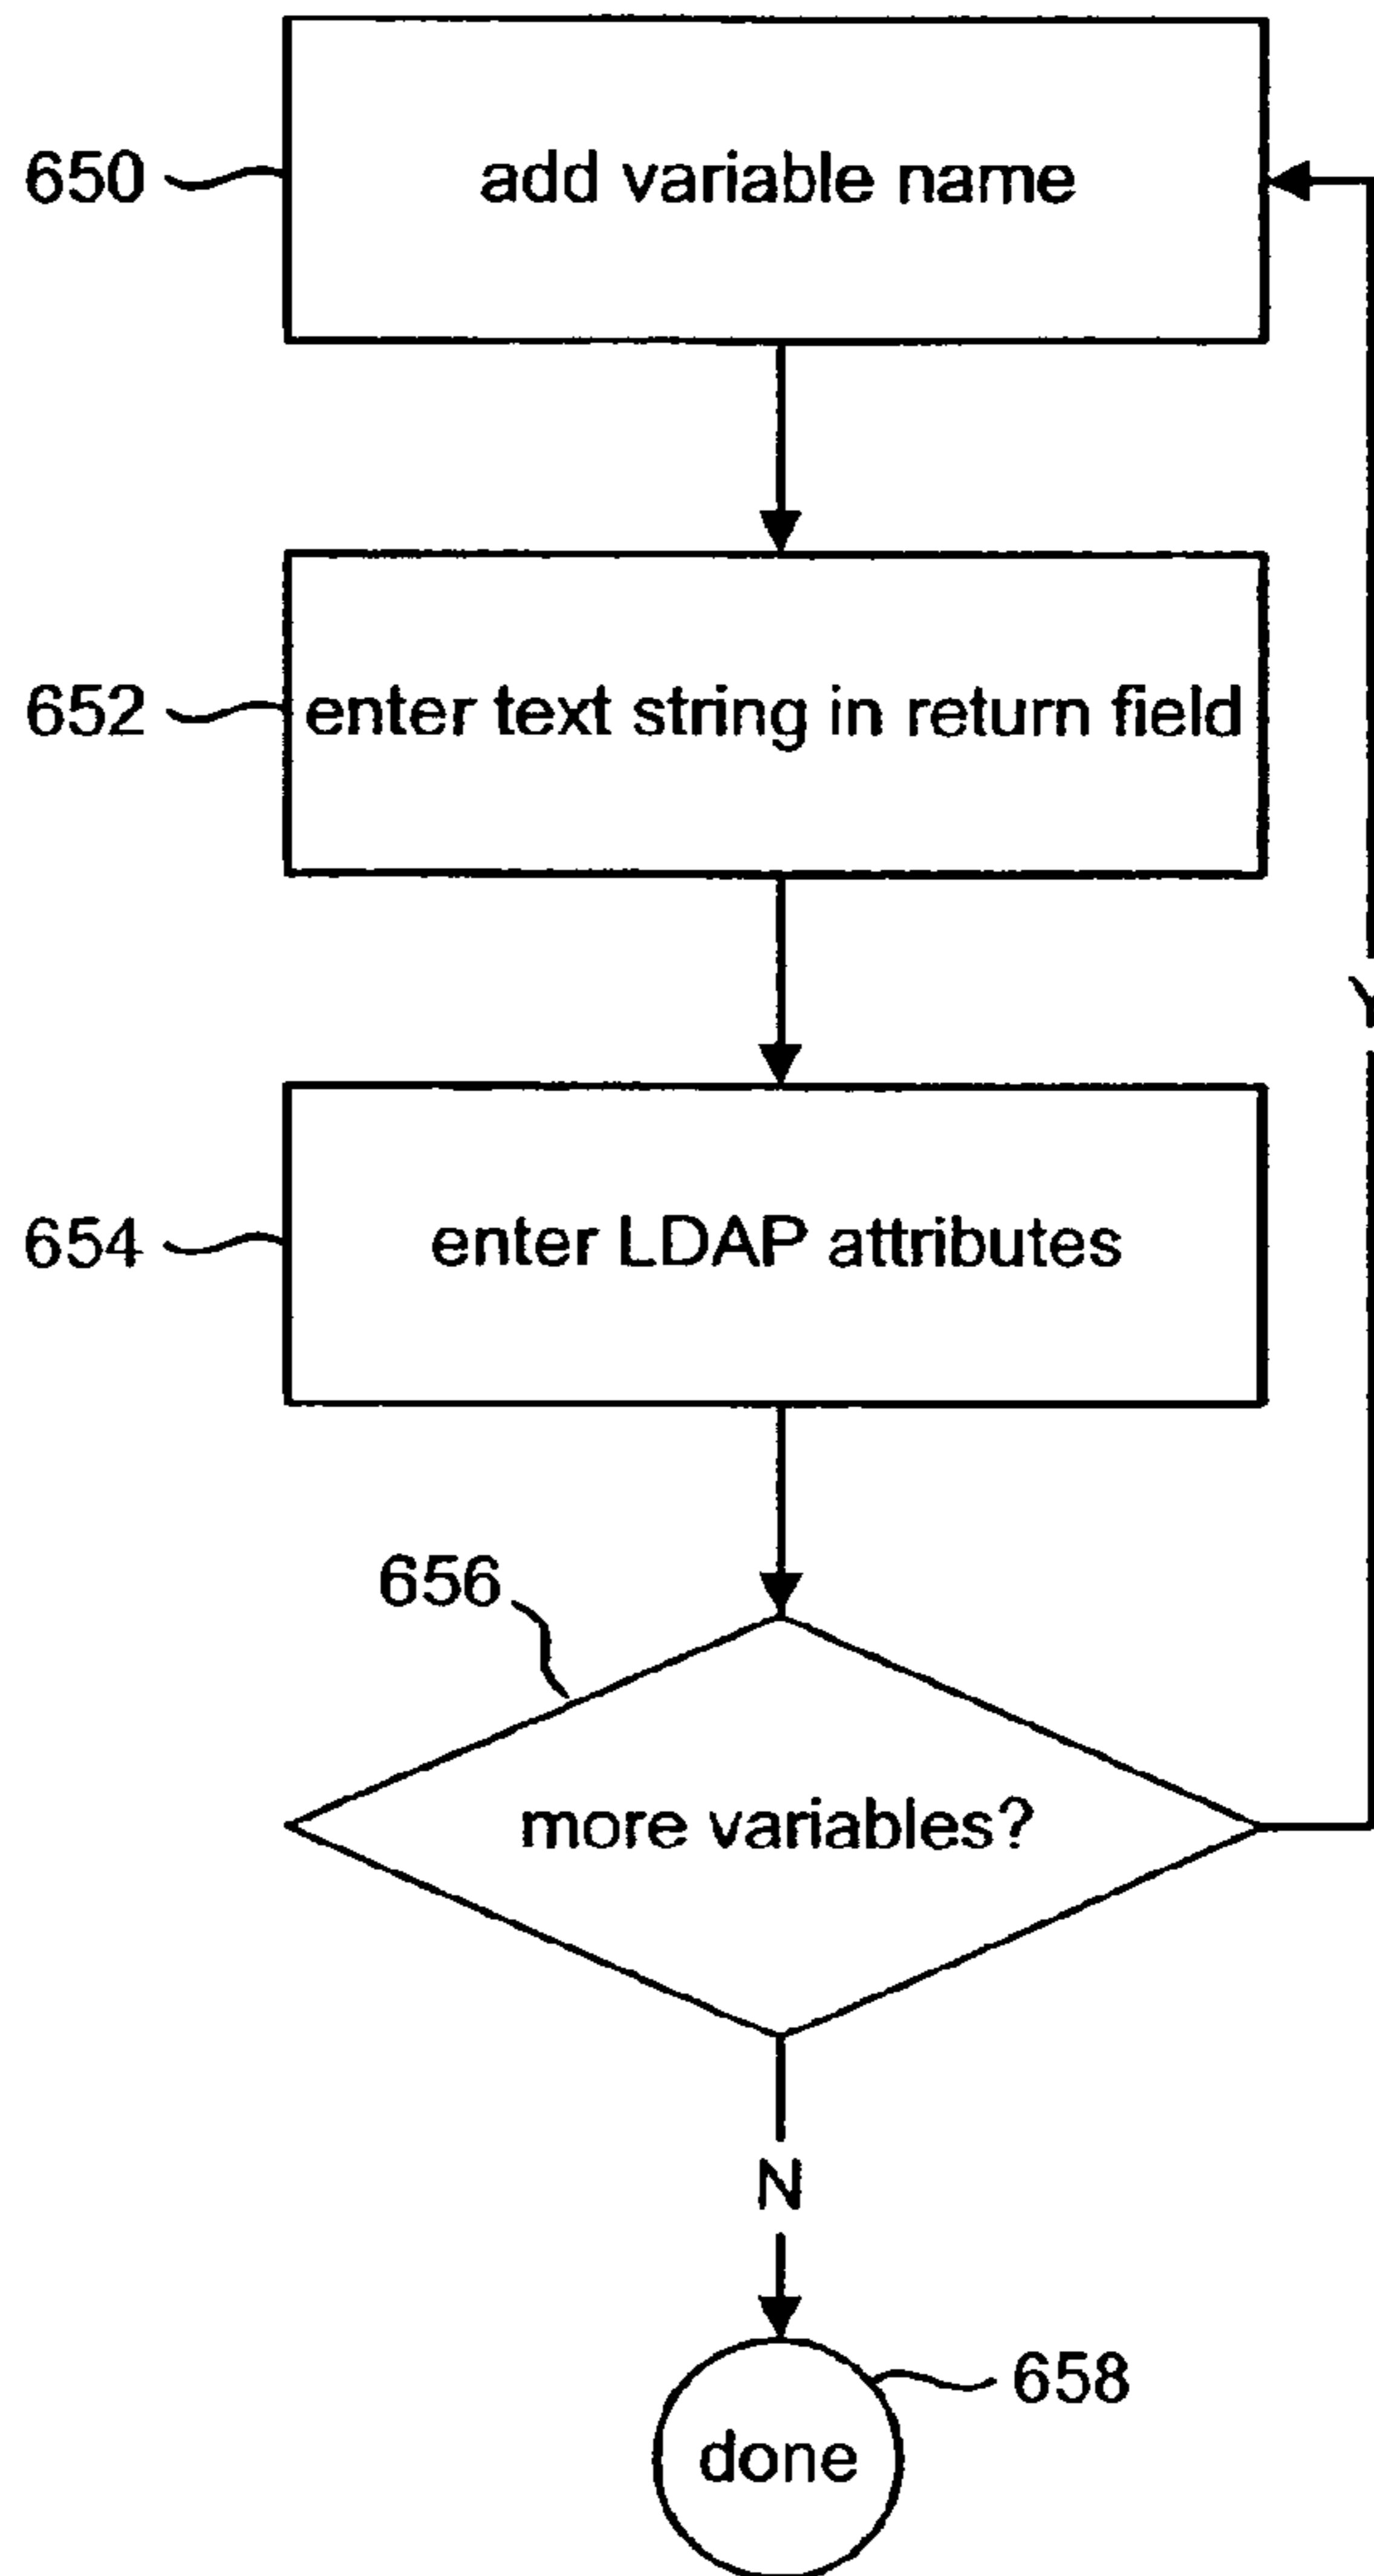 650
add variable name
652
enter text string in return field
Y
654
enter LDAP attributes
656
more variables?
N
658
done